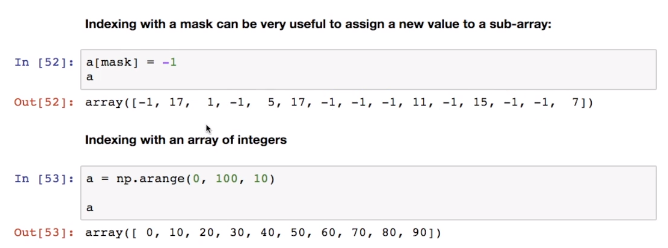 Indexing with a mask can be very useful to assign a new value to a sub-array:
In [52]: a[mask] = -1
a
Out[52]: array([-1, 17,  1, -1,  5, 17, -1, -1, -1, 11, -1, 15, -1, -1,  7])
Indexing with an array of integers
In [53]: a = np.arange(0, 100, 10)
a
Out[53]: array([ 0, 10, 20, 30, 40, 50, 60, 70, 80, 90])